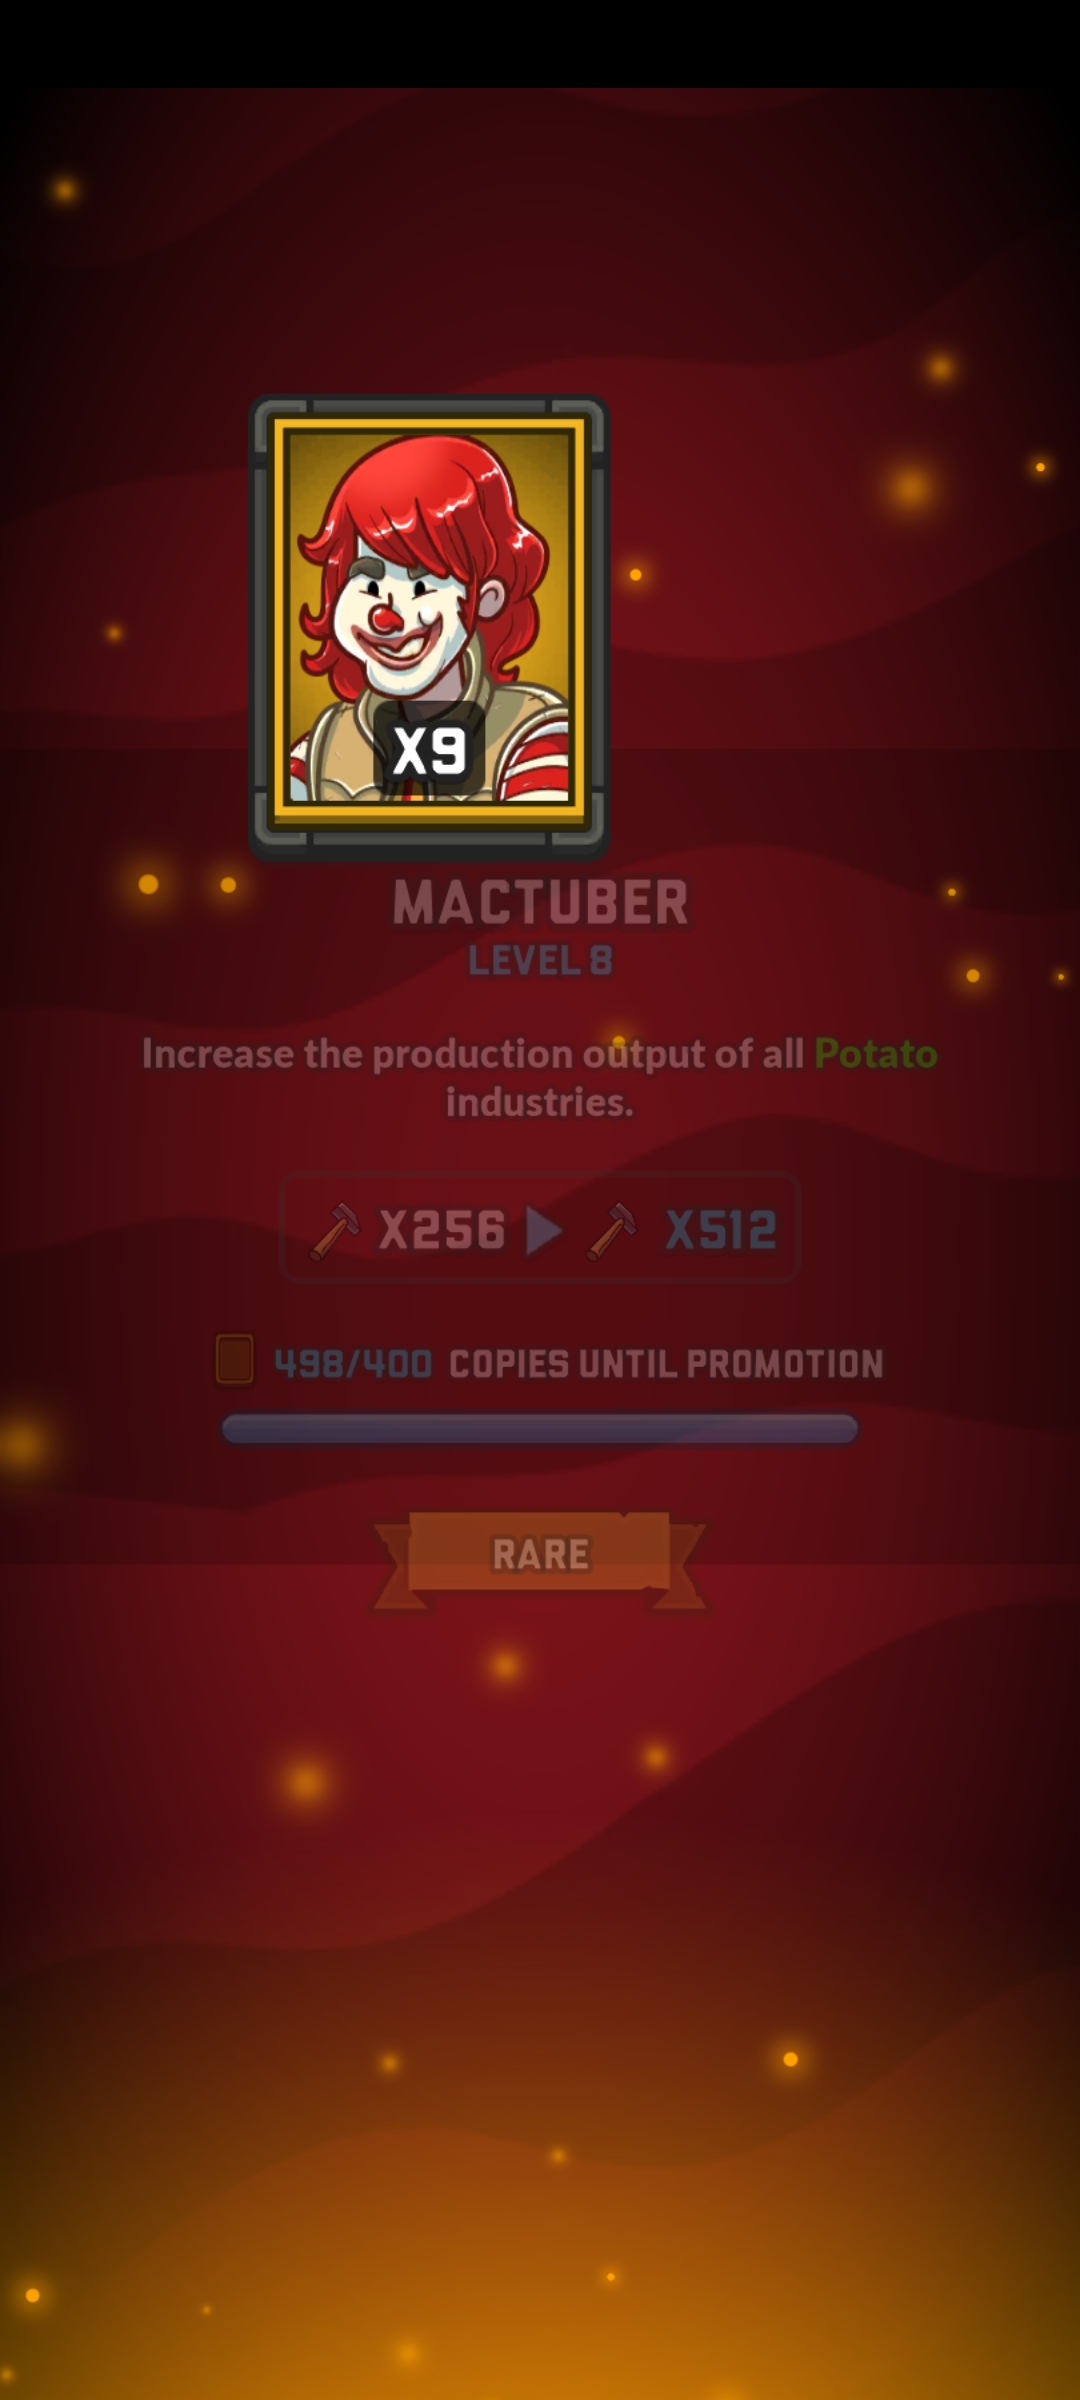 X9
MACTUBER
LEVEL 8
Increase the production output of all Potato
industries.
X256 X512
498/400 COPIES UNTIL PROMOTION
RARE